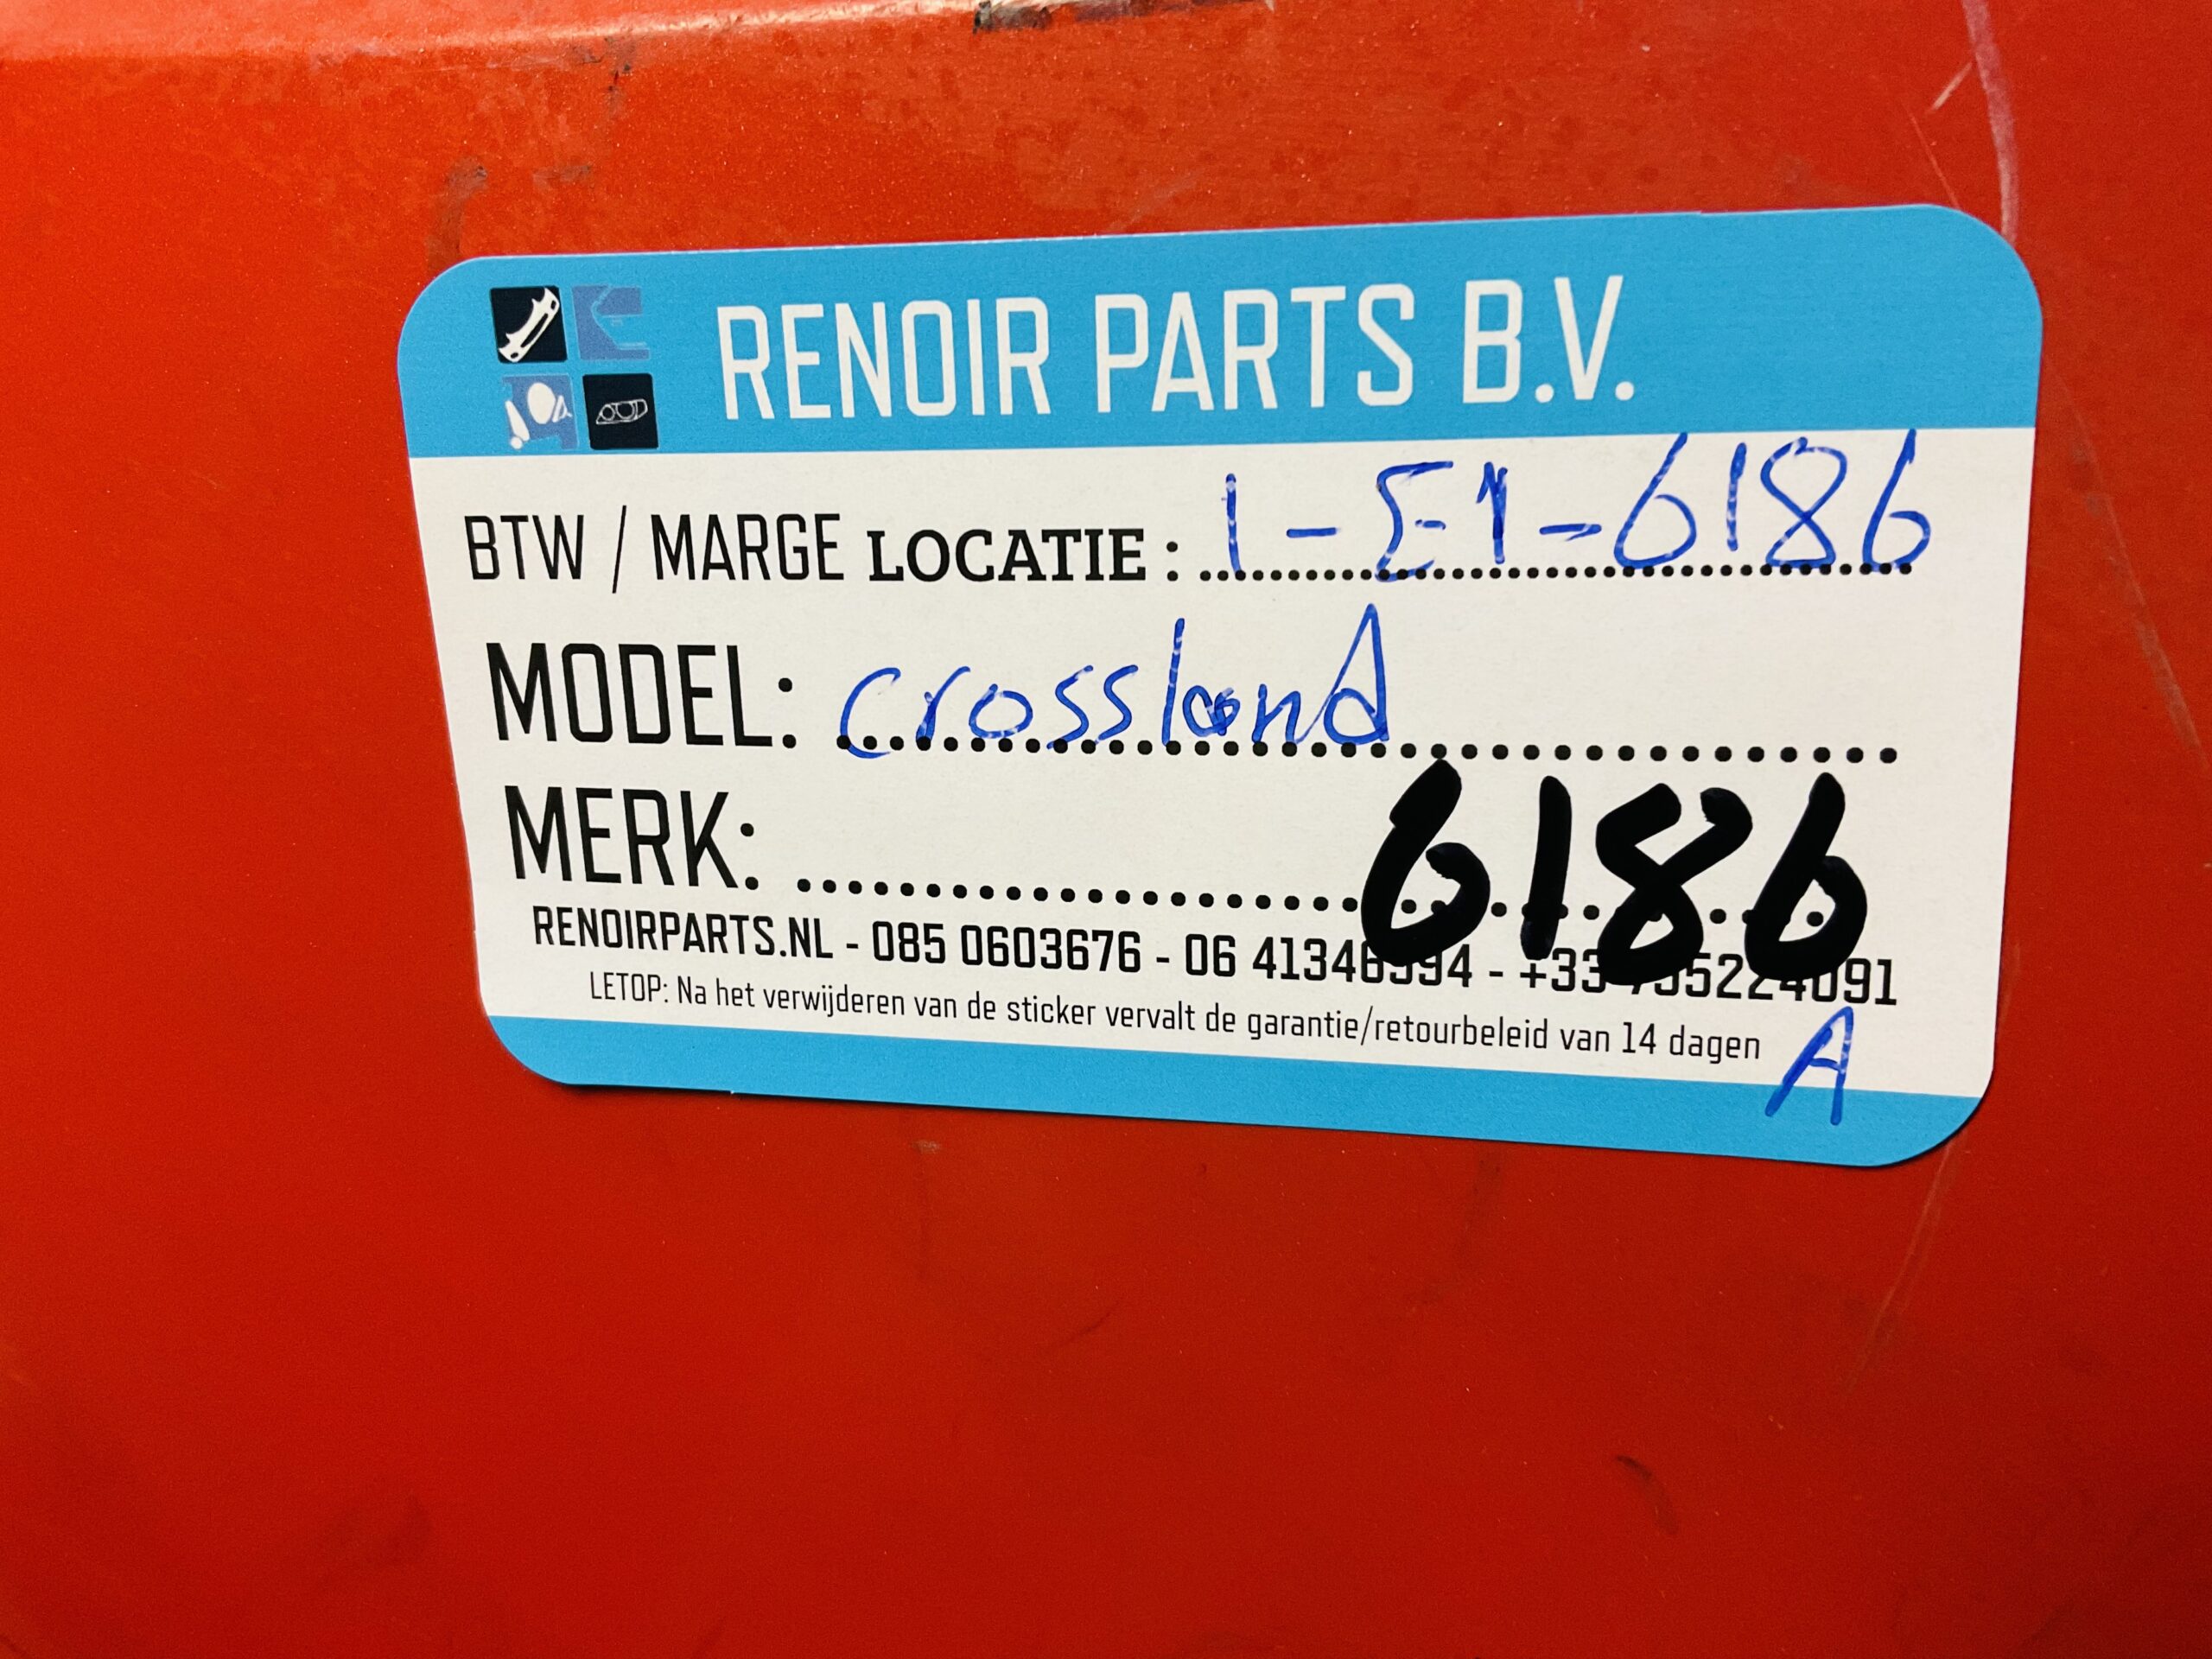 RENOIR PARTS B.V.
BTW / MARGE LOCATIE : 1-E1-6186
MODEL: crossland
MERK: 6186
RENOIRPARTS.NL - 085 0603676 - 06 - +33
LETOP: Na het verwijderen van de sticker vervalt de garantie/retourbeleid van 14 dagen
A